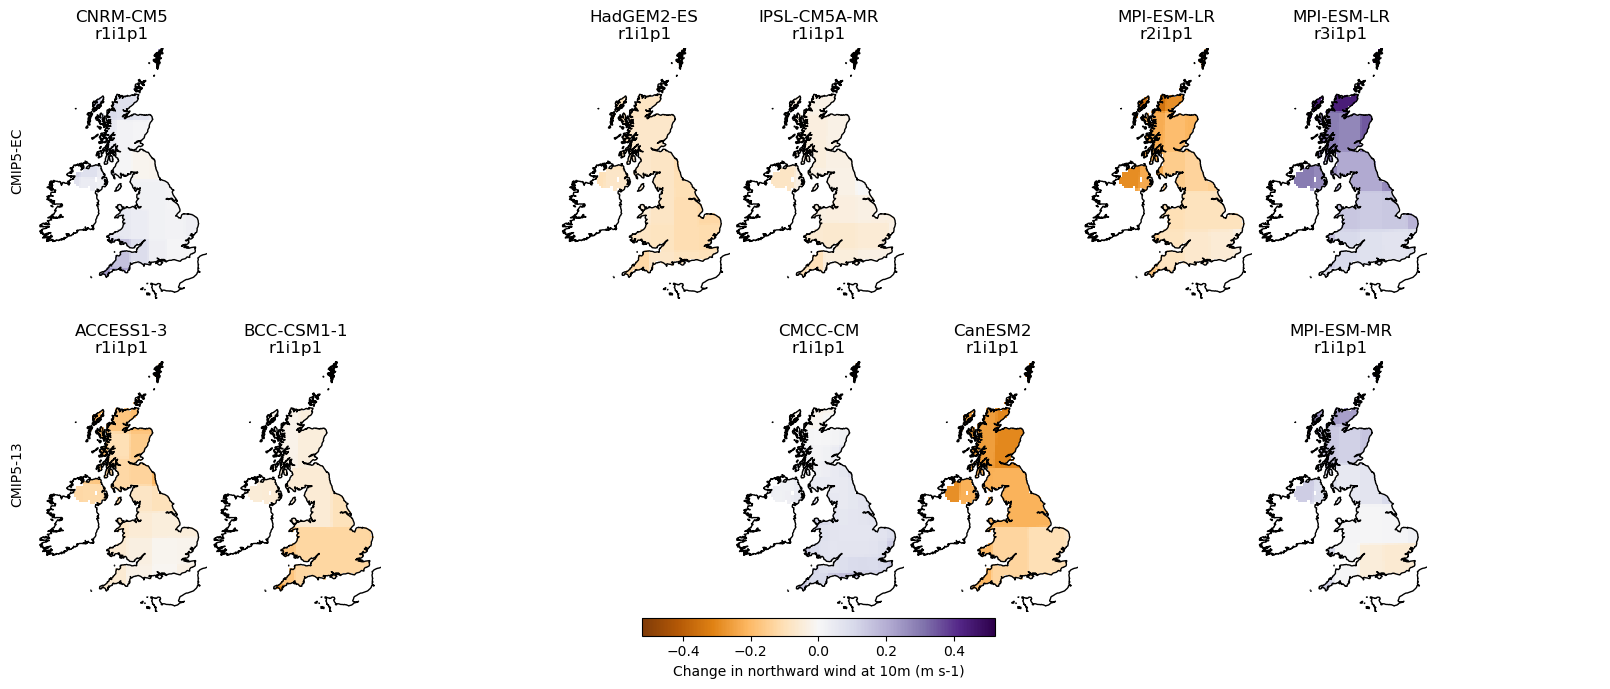 CNRM-CM5
r1i1p1
HadGEM2-ES
r1i1p1
IPSL-CM5A-MR
r1i1p1
MPI-ESM-LR
r2i1p1
MPI-ESM-LR
r3i1p1
CMIP5-EC
ACCESS1-3
r1i1p1
BCC-CSM1-1
r1i1p1
CMCC-CM
r1i1p1
CanESM2
r1i1p1
MPI-ESM-MR
r1i1p1
CMIP5-13
−0.4 −0.2 0.0 0.2 0.4
Change in northward wind at 10m (m s-1)